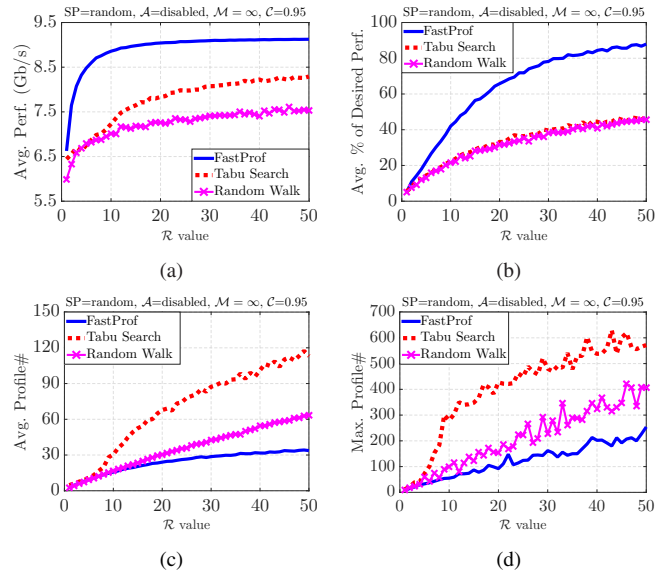 SP=random, 𝒜=disabled, ℳ = ∞, 𝒞=0.95
Avg. Perf. (Gb/s)
9.5
8.5
7.5
6.5
5.5
FastProf
Tabu Search
Random Walk
0 10 20 30 40 50
ℛ value
(a)
SP=random, 𝒜=disabled, ℳ = ∞, 𝒞=0.95
Avg. % of Desired Perf.
100
80
60
40
20
0
FastProf
Tabu Search
Random Walk
0 10 20 30 40 50
ℛ value
(b)
SP=random, 𝒜=disabled, ℳ = ∞, 𝒞=0.95
Avg. Profile#
150
120
90
60
30
0
FastProf
Tabu Search
Random Walk
0 10 20 30 40 50
ℛ value
(c)
SP=random, 𝒜=disabled, ℳ = ∞, 𝒞=0.95
Max. Profile#
700
600
500
400
300
200
100
0
FastProf
Tabu Search
Random Walk
0 10 20 30 40 50
ℛ value
(d)